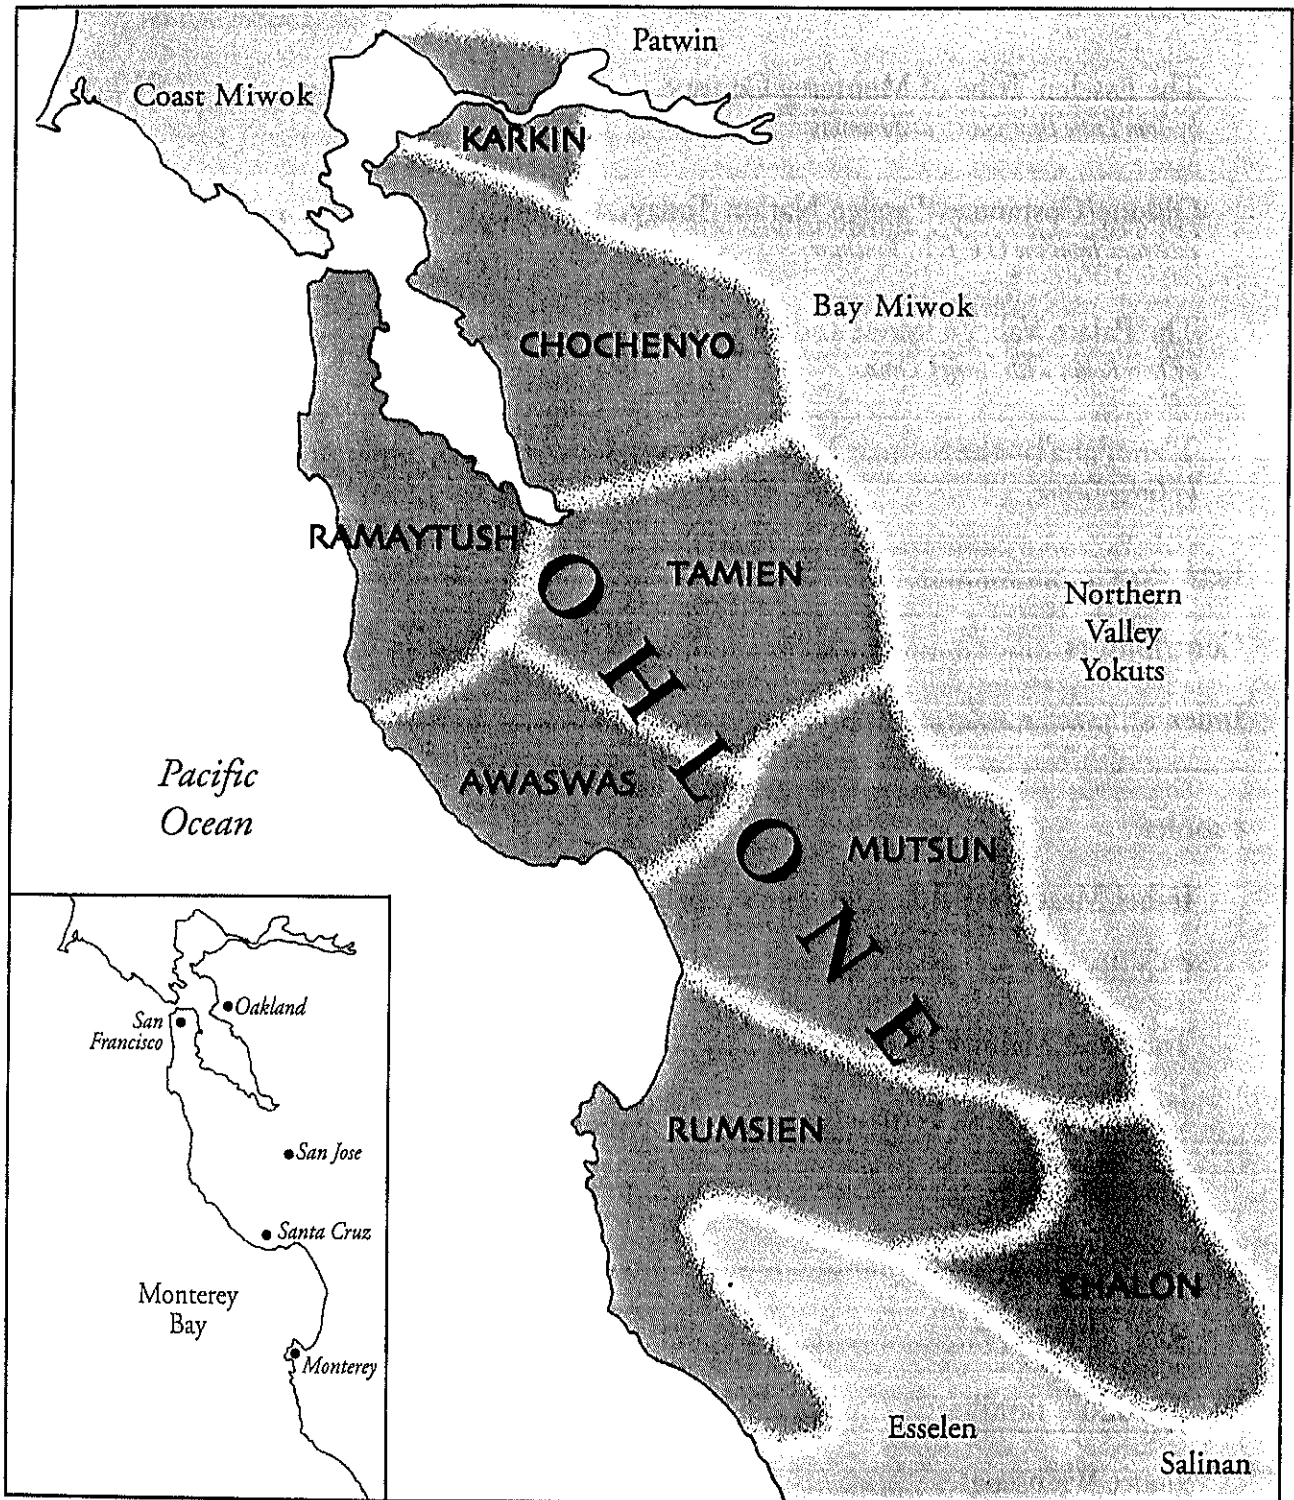 Patwin
Coast Miwok
KARKIN
Bay Miwok
CHOCHENYO
RAMAYTUSH
TAMIEN
OHLONE
Northern
Valley
Yokuts
Pacific
Ocean
AWASWAS
MUTSUN
RUMSIEN
CHALON
Esselen
Salinan
Oakland
San
Francisco
San Jose
Santa Cruz
Monterey
Bay
Monterey